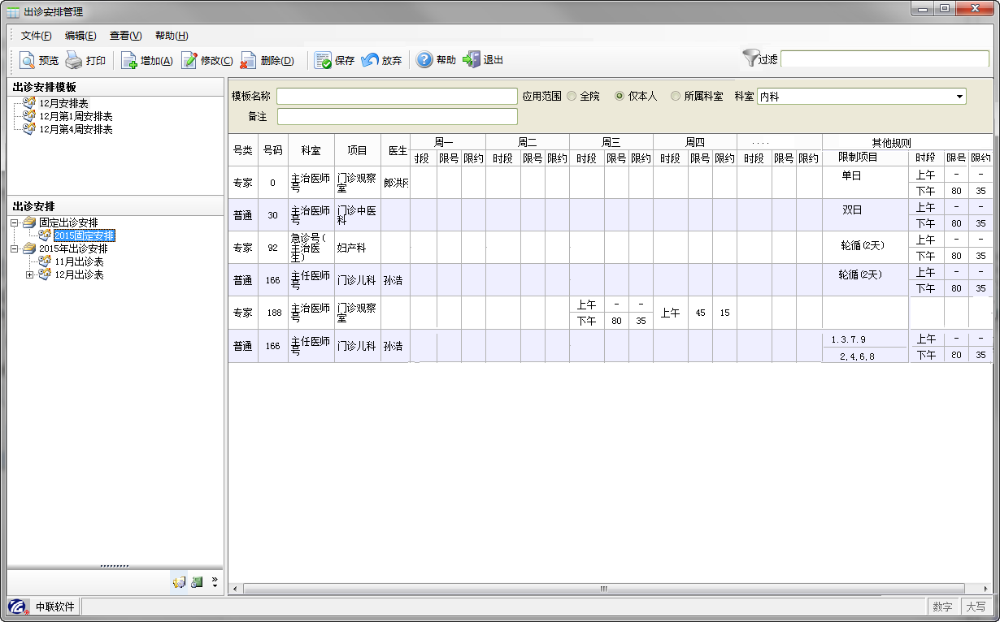 出诊安排管理
文件(F) 编辑(E) 查看(V) 帮助(H)
预览 打印 增加(A) 修改(C) 删除(D) 保存 放弃 帮助 退出 过滤
出诊安排模板
12月安排表
12月第1周安排表
12月第4周安排表
出诊安排
固定出诊安排
2015固定安排
2015年出诊安排
11月出诊表
12月出诊表
模板名称 应用范围 全院 仅本人 所属科室 科室 内科
备注
号类 号码 科室 项目 医生 周一 周二 周三 周四 .... 其他规则
时段 限号 限约 时段 限号 限约 时段 限号 限约 时段 限号 限约 时段 限号 限约 限制项目 时段 限号 限约
专家 0 主治医师号 门诊观察室 郎洪 单日 上午 - -
下午 80 35
普通 30 主治医师号 门诊中医科 双日 上午 - -
下午 80 35
专家 92 急诊号(主治医生) 妇产科 轮循(2天) 上午 - -
下午 80 35
普通 166 主任医师号 门诊儿科 孙浩 轮循(2天) 上午 - -
下午 80 35
专家 188 主治医师号 门诊观察室 上午 - - 上午 45 15
下午 80 35
普通 166 主任医师号 门诊儿科 孙浩 1.3.7.9 上午 - -
2,4,6,8 下午 80 35
中联软件 数字 大写